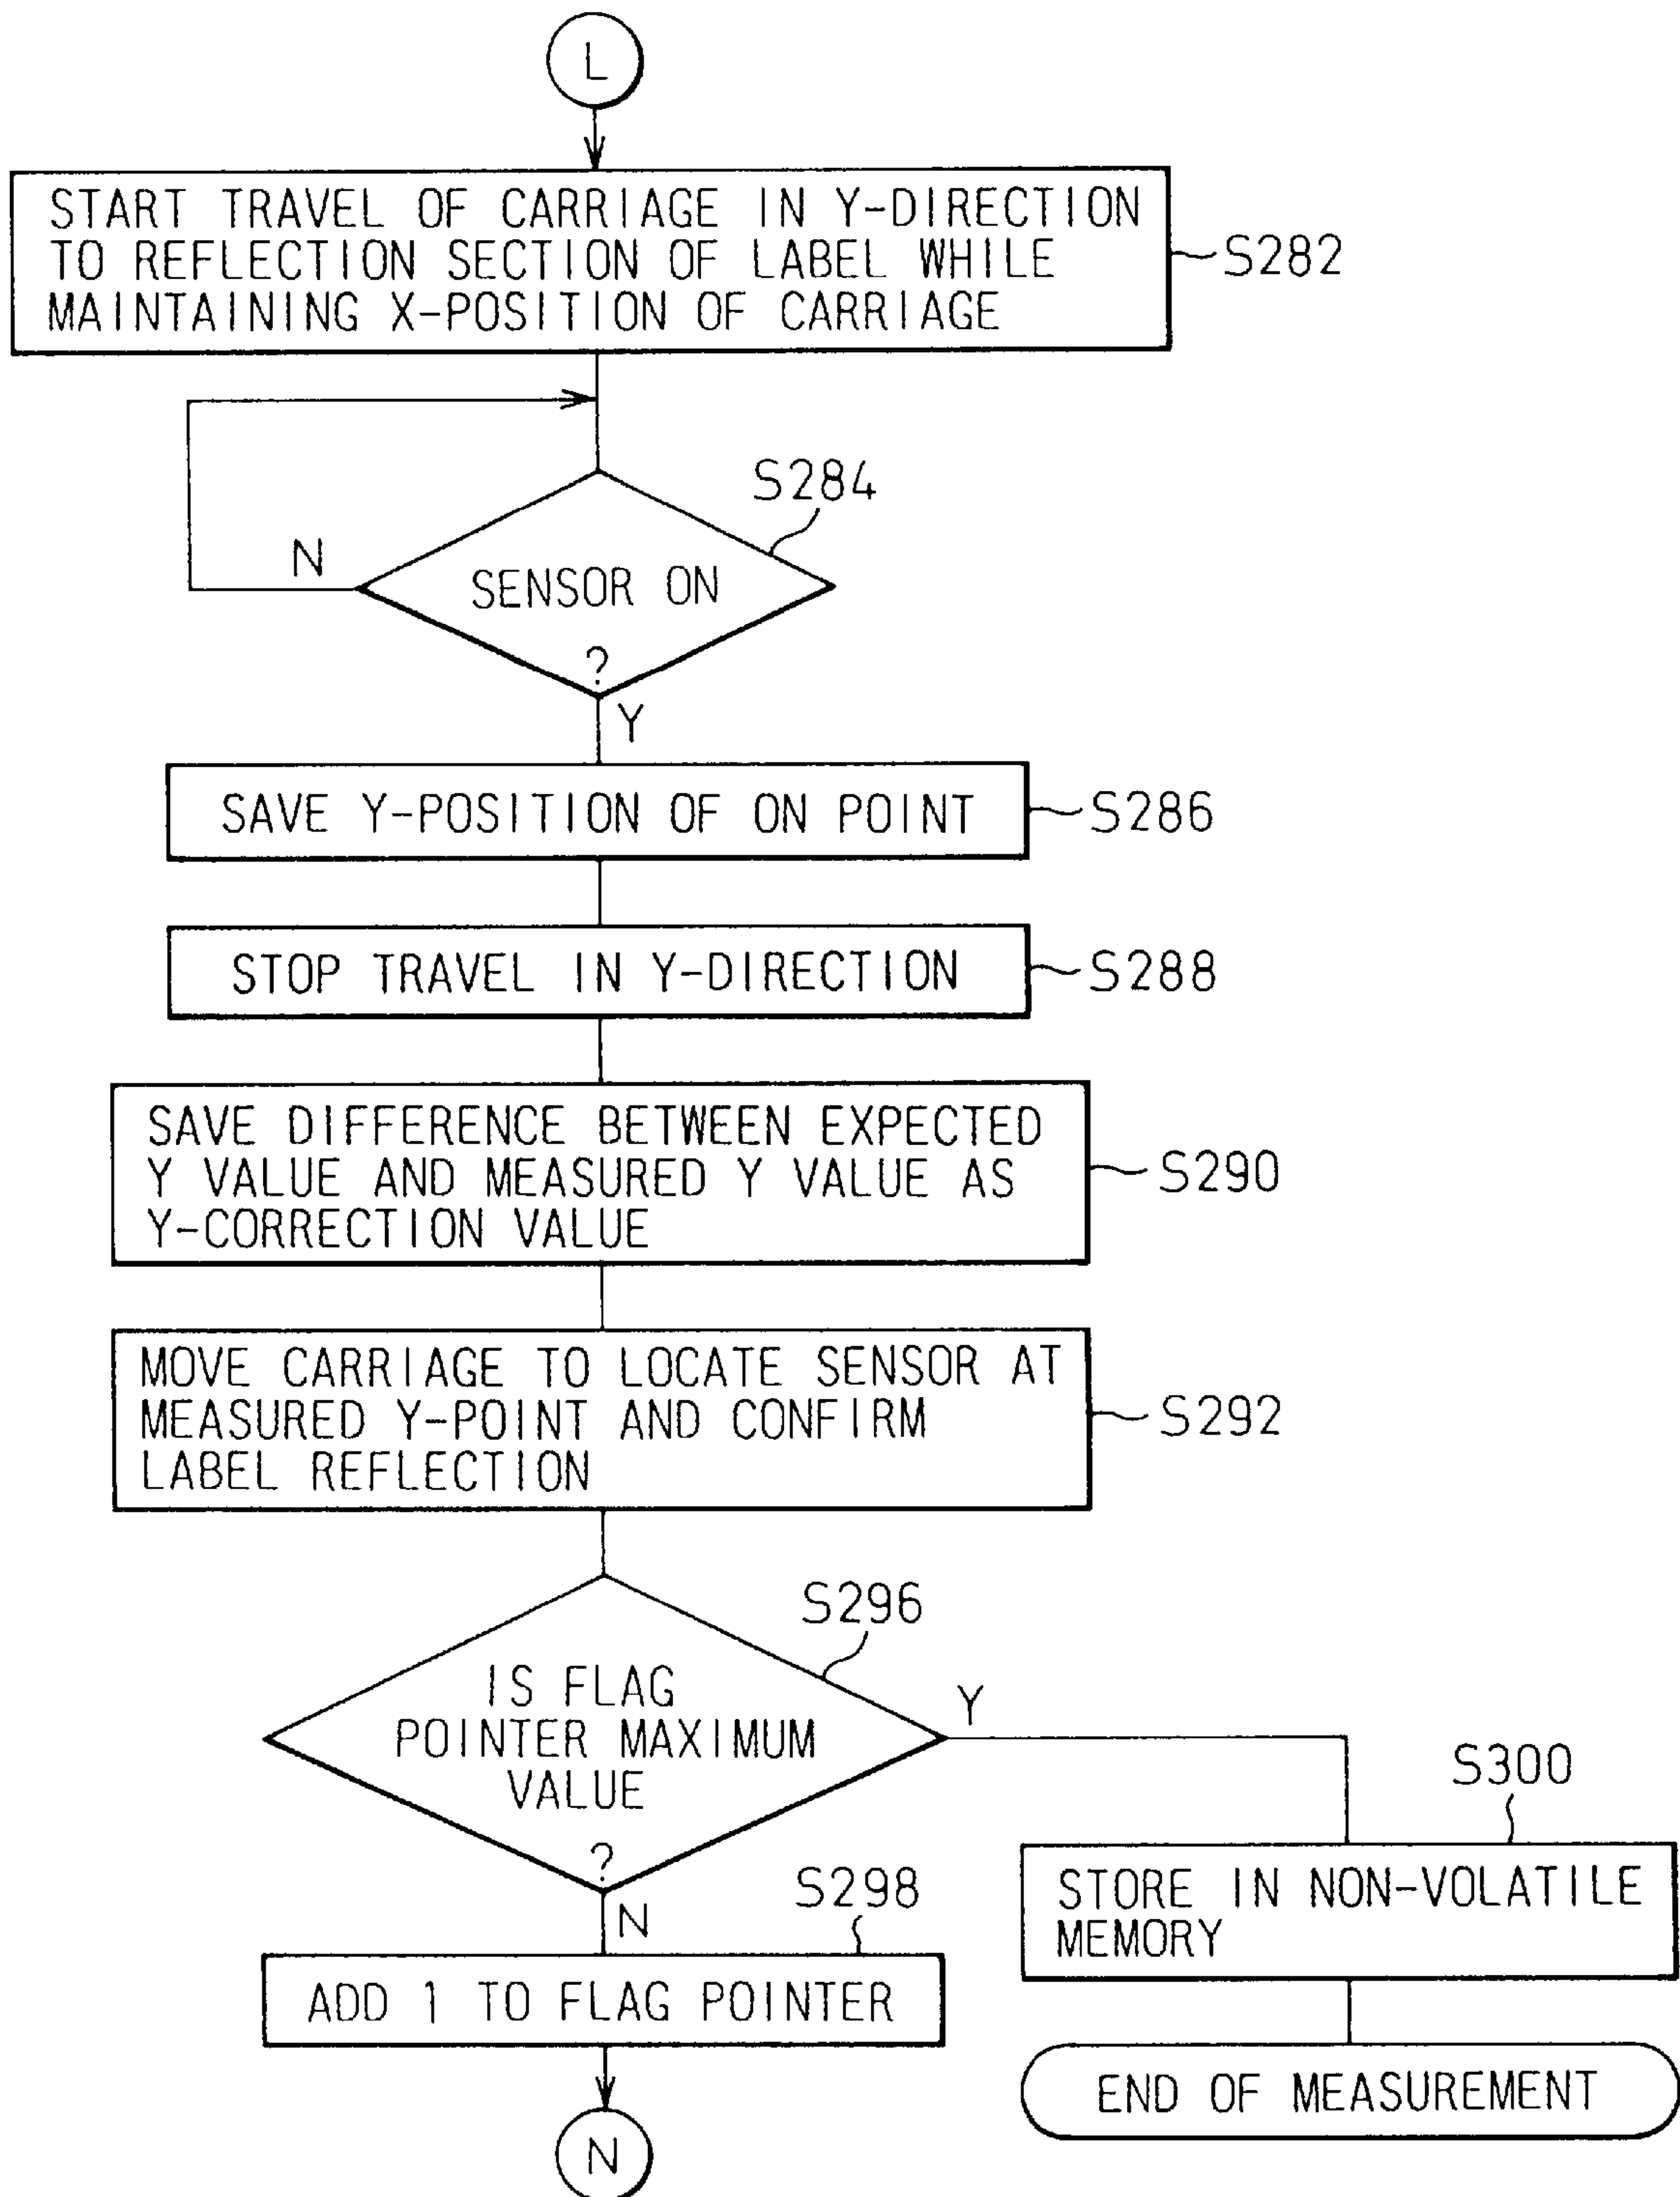 L
START TRAVEL OF CARRIAGE IN Y-DIRECTION
TO REFLECTION SECTION OF LABEL WHILE
MAINTAINING X-POSITION OF CARRIAGE
S282
S284
N
SENSOR ON
?
Y
SAVE Y-POSITION OF ON POINT
S286
STOP TRAVEL IN Y-DIRECTION
S288
SAVE DIFFERENCE BETWEEN EXPECTED
Y VALUE AND MEASURED Y VALUE AS
Y-CORRECTION VALUE
S290
MOVE CARRIAGE TO LOCATE SENSOR AT
MEASURED Y-POINT AND CONFIRM
LABEL REFLECTION
S292
S296
IS FLAG
POINTER MAXIMUM
VALUE
?
Y
N
S300
STORE IN NON-VOLATILE
MEMORY
S298
ADD 1 TO FLAG POINTER
END OF MEASUREMENT
N